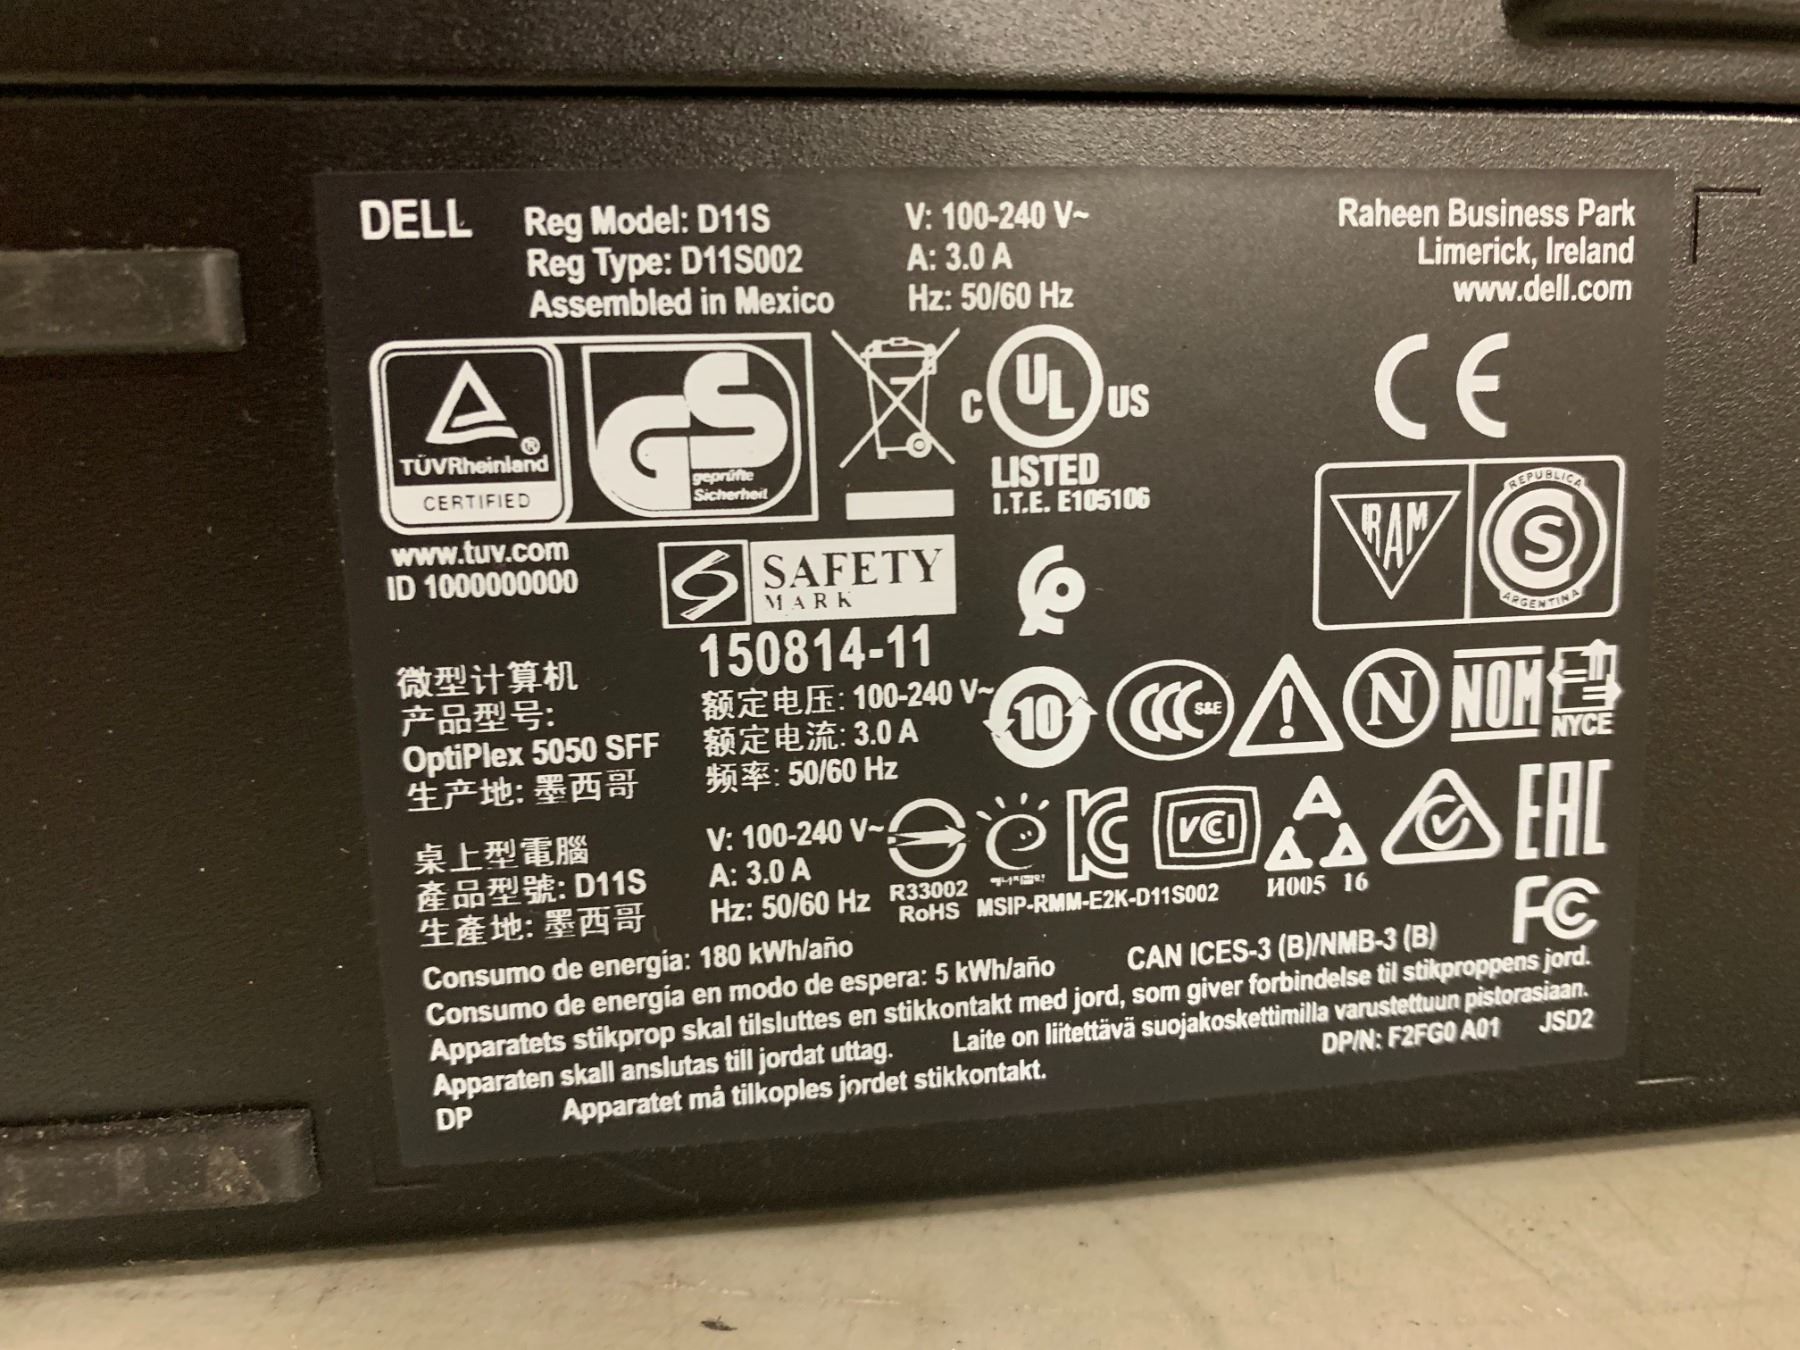 DELL
Reg Model: D11S
Reg Type: D11S002
Assembled in Mexico
V: 100-240 V~
A: 3.0 A
Hz: 50/60 Hz
Raheen Business Park
Limerick, Ireland
www.dell.com
TÜVRheinland ®
CERTIFIED
GS
geprüfte
Sicherheit
C UL US
LISTED
I.T.E. E105106
CE
www.tuv.com
ID 1000000000
SAFETY
MARK
150814-11
IRAM
REPUBLICA
S
ARGENTINA
微型计算机
产品型号:
OptiPlex 5050 SFF
生产地: 墨西哥
额定电压: 100-240 V~
额定电流: 3.0 A
频率: 50/60 Hz
10
CCC S&E
N
NOM
NYCE
桌上型電腦
產品型號: D11S
生產地: 墨西哥
V: 100-240 V~
A: 3.0 A
Hz: 50/60 Hz
R33002
RoHS
MSIP-RMM-E2K-D11S002
VCI
И005 16
EAC
FC
Consumo de energía: 180 kWh/año
Consumo de energía en modo de espera: 5 kWh/año
CAN ICES-3 (B)/NMB-3 (B)
Apparatets stikprop skal tilsluttes en stikkontakt med jord, som giver forbindelse til stikproppens jord.
Apparaten skall anslutas till jordat uttag. Laite on liitettävä suojakoskettimilla varustettuun pistorasiaan.
DP Apparatet må tilkoples jordet stikkontakt.
DP/N: F2FG0 A01 JSD2